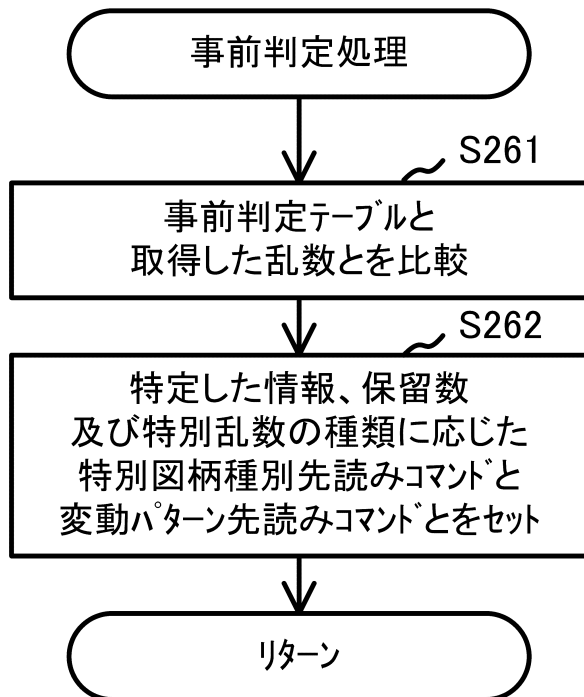 事前判定処理
S261
事前判定テーブルと
取得した乱数とを比較
S262
特定した情報、保留数
及び特別乱数の種類に応じた
特別図柄種別先読みコマンドと
変動パターン先読みコマンドとをセット
リターン